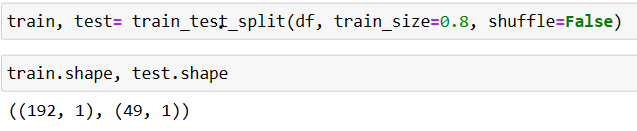 train, test= train_test_split(df, train_size=0.8, shuffle=False)
train.shape, test.shape
((192, 1), (49, 1))